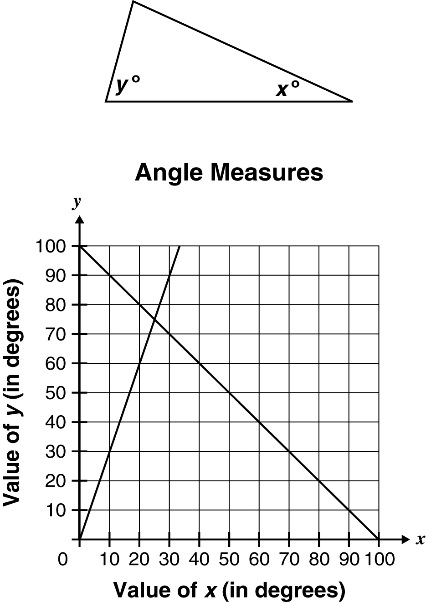 y° x°
Angle Measures
y
100
90
80
70
60
50
40
30
20
10
0 10 20 30 40 50 60 70 80 90 100 x
Value of y (in degrees)
Value of x (in degrees)